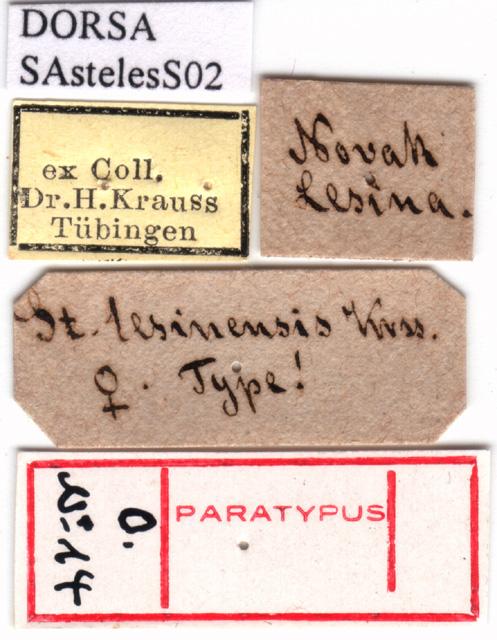 DORSA
SAstelesS02
ex Coll.
Dr.H.Krauss
Tübingen
Novak
Lesina.
St. lesinensis Krss.
♀. Type!
PARATYPUS